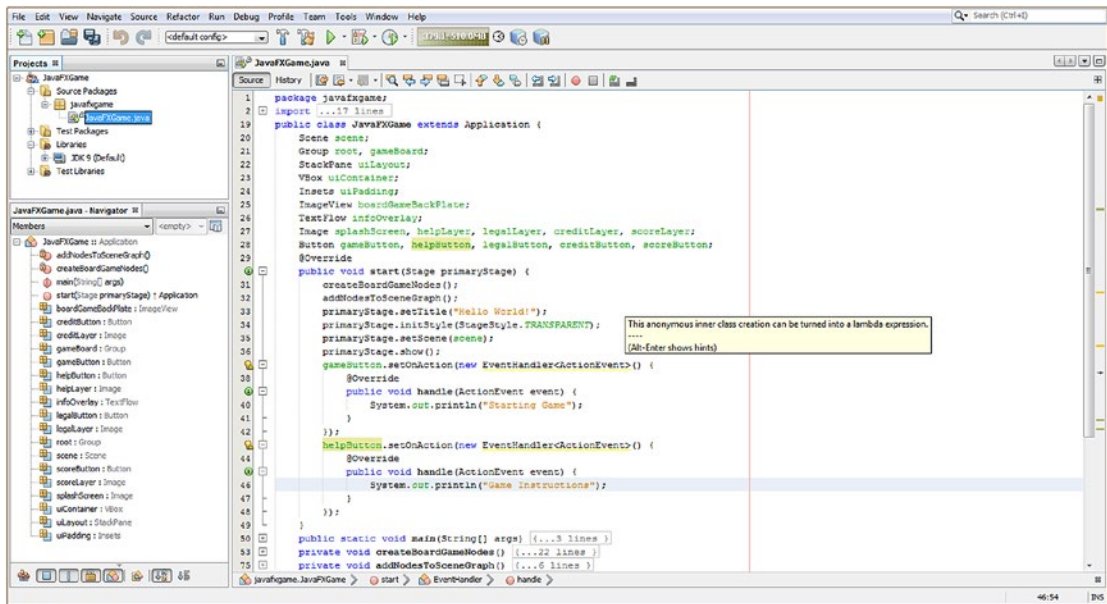 File Edit View Navigate Source Refactor Run Debug Profile Team Tools Window Help
Search (Ctrl+I)
<default config>
Projects
JavaFXGame
Source Packages
javafxgame
JavaFXGame.java
Test Packages
Libraries
JDK 9 (Default)
Test Libraries
JavaFXGame.java - Navigator
Members
<empty>
JavaFXGame :: Application
addNodesToSceneGraph()
createBoardGameNodes()
main(String[] args)
start(Stage primaryStage) ↑ Application
boardGameBackPlate : ImageView
creditButton : Button
creditLayer : Image
gameBoard : Group
gameButton : Button
helpButton : Button
helpLayer : Image
infoOverlay : TextFlow
legalButton : Button
legalLayer : Image
root : Group
scene : Scene
scoreButton : Button
scoreLayer : Image
splashScreen : Image
uiContainer : VBox
uiLayout : StackPane
uiPadding : Insets
JavaFXGame.java
Source History
1 package javafxgame;
2 import ...17 lines
19 public class JavaFXGame extends Application {
20 Scene scene;
21 Group root, gameBoard;
22 StackPane uiLayout;
23 VBox uiContainer;
24 Insets uiPadding;
25 ImageView boardGameBackPlate;
26 TextFlow infoOverlay;
27 Image splashScreen, helpLayer, legalLayer, creditLayer, scoreLayer;
28 Button gameButton, helpButton, legalButton, creditButton, scoreButton;
29 @Override
public void start(Stage primaryStage) {
31 createBoardGameNodes();
32 addNodesToSceneGraph();
33 primaryStage.setTitle("Hello World!");
34 primaryStage.initStyle(StageStyle.TRANSPARENT);
35 primaryStage.setScene(scene);
36 primaryStage.show();
gameButton.setOnAction(new EventHandler<ActionEvent>() {
38 @Override
public void handle(ActionEvent event) {
40 System.out.println("Starting Game");
41 }
42 });
helpButton.setOnAction(new EventHandler<ActionEvent>() {
44 @Override
public void handle(ActionEvent event) {
46 System.out.println("Game Instructions");
47 }
48 });
49 }
50 public static void main(String[] args) {...3 lines }
53 private void createBoardGameNodes() {...22 lines }
75 private void addNodesToSceneGraph() {...6 lines }
This anonymous inner class creation can be turned into a lambda expression.
----
(Alt-Enter shows hints)
javafxgame.JavaFXGame start EventHandler handle
46:54 INS